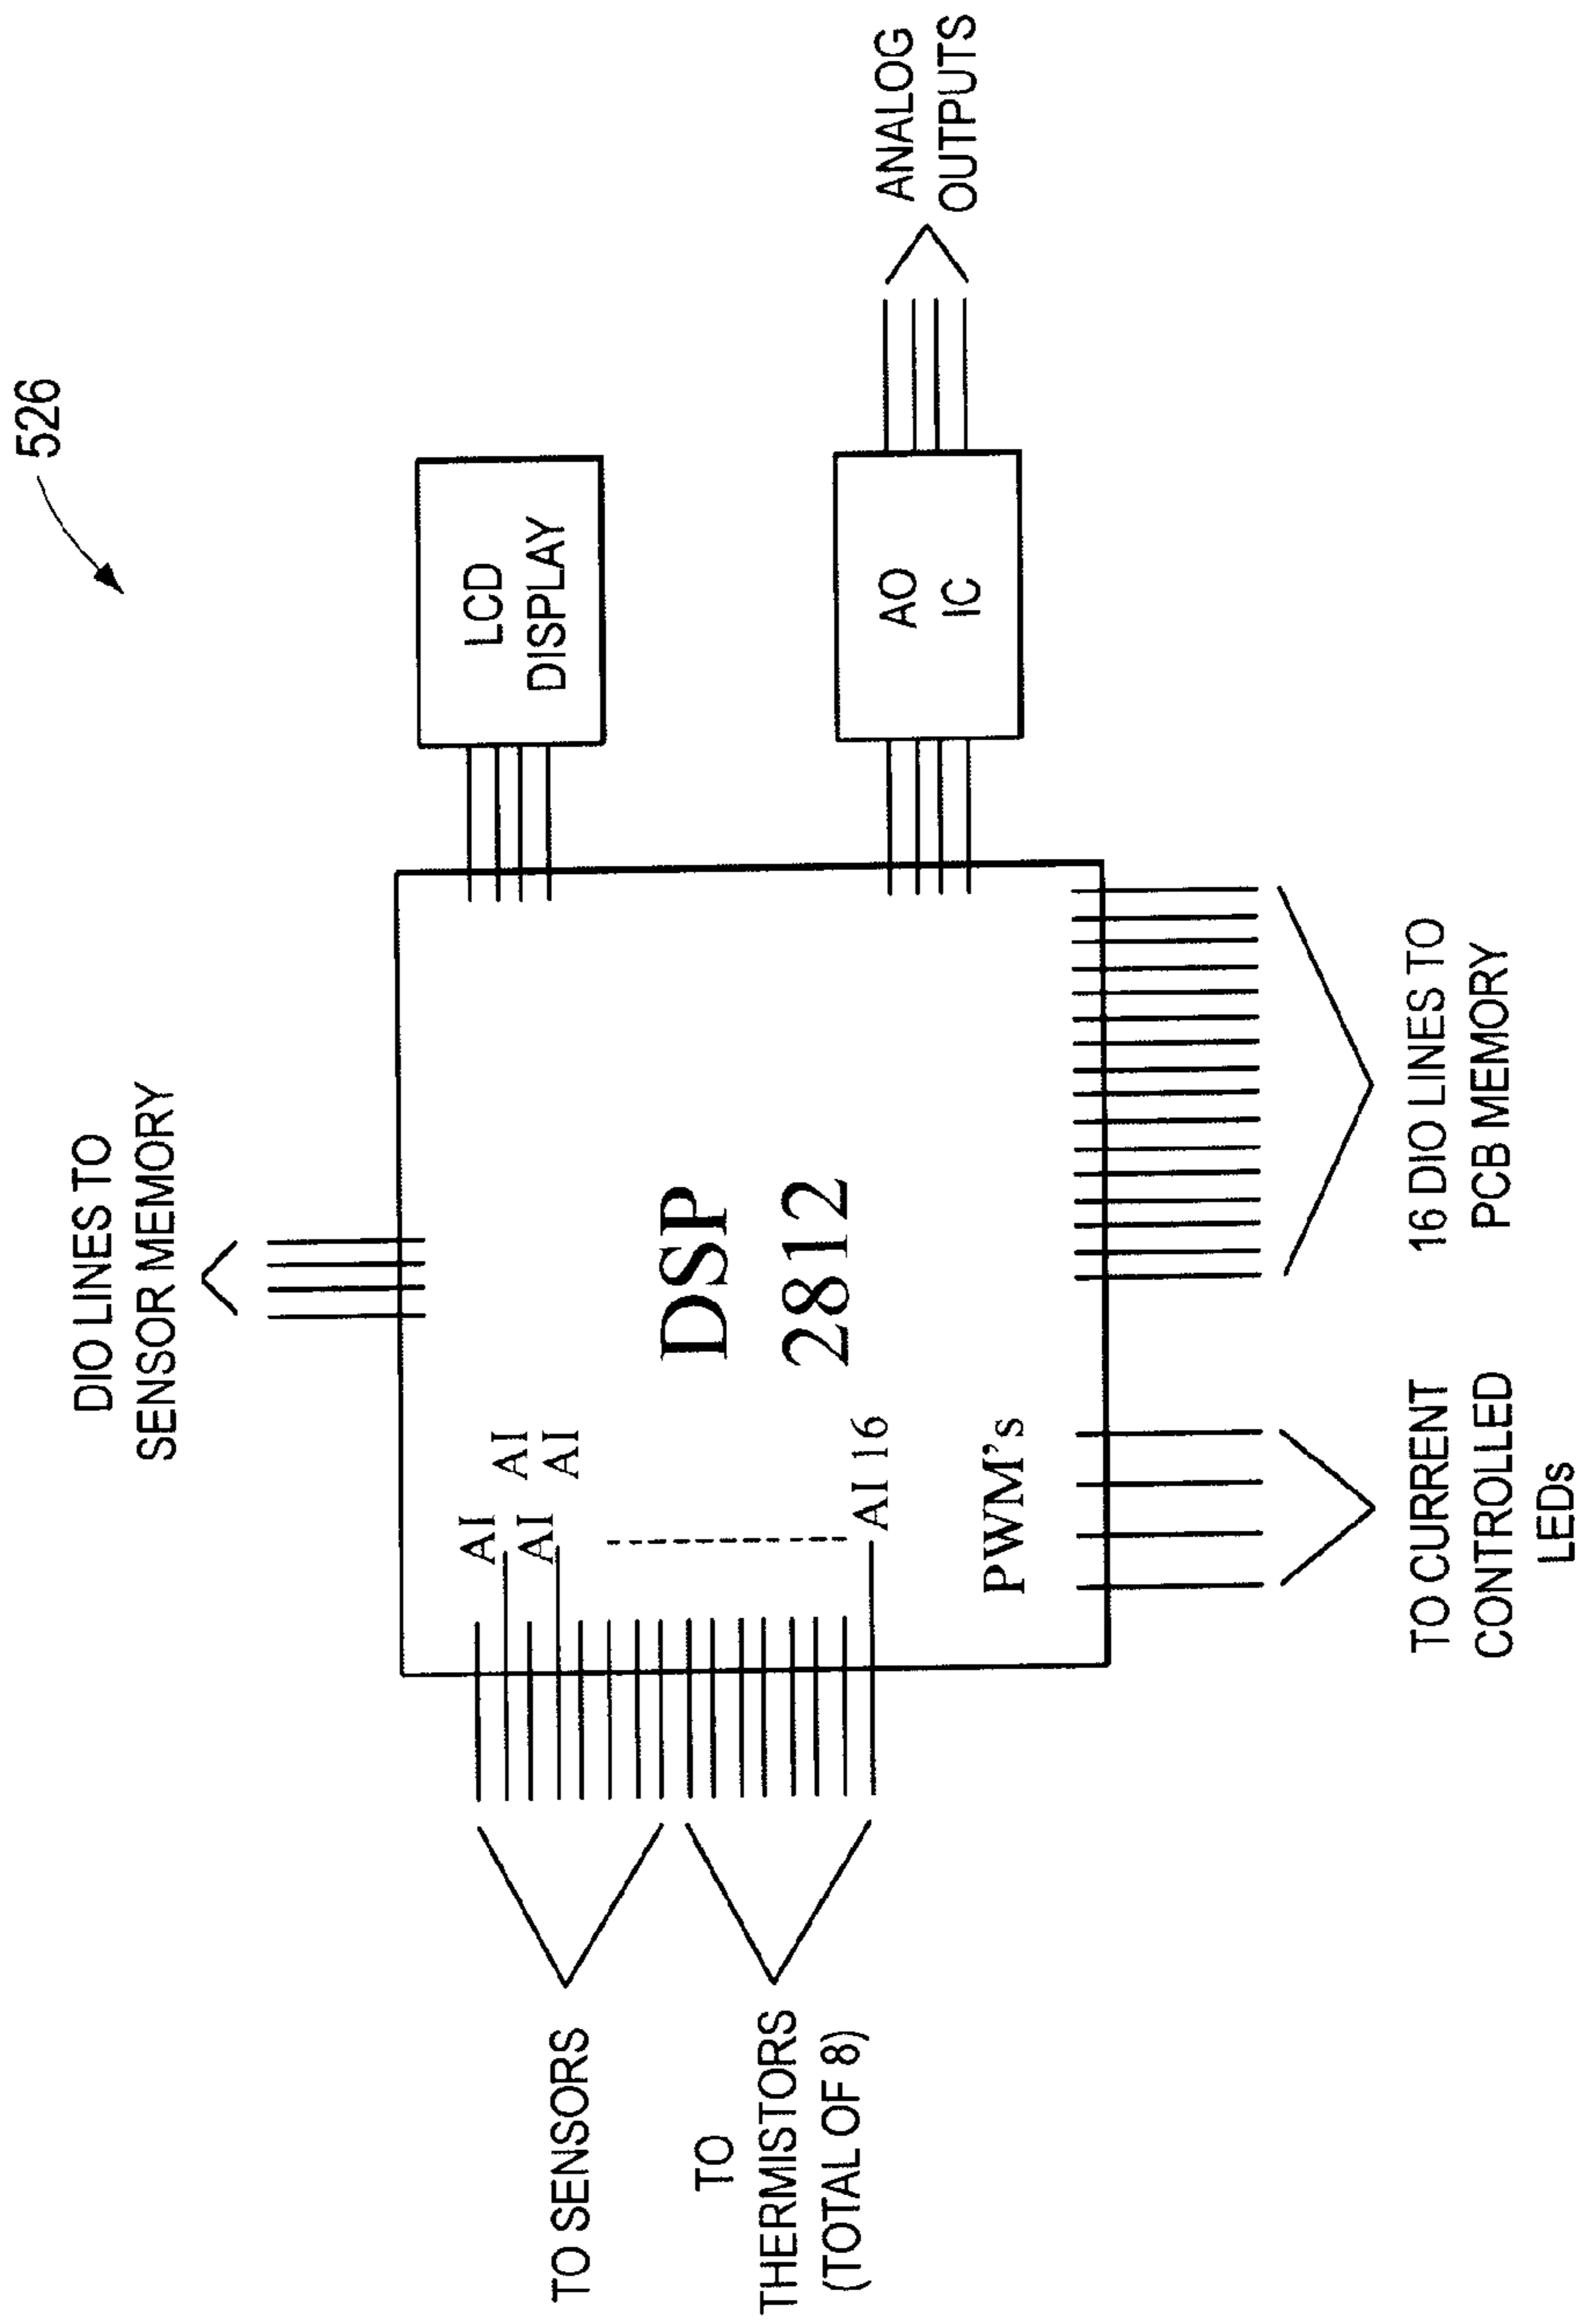 526
DIO LINES TO
SENSOR MEMORY
LCD
DISPLAY
ANALOG
OUTPUTS
AO
IC
DSP
2812
AI
AI
AI
AI
AI 16
PWM's
TO SENSORS
TO
THERMISTORS
(TOTAL OF 8)
TO CURRENT
CONTROLLED
LEDs
16 DIO LINES TO
PCB MEMORY